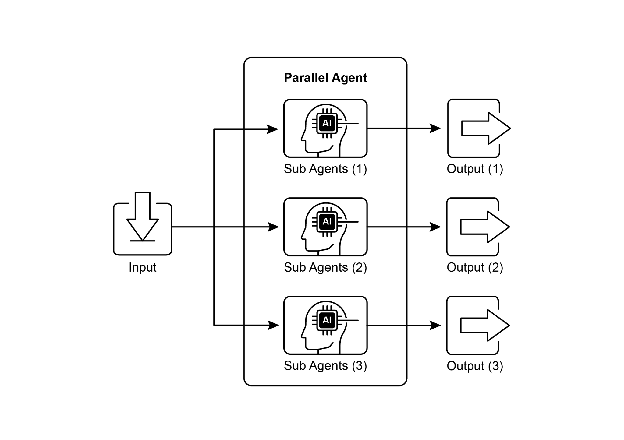 Parallel Agent
AI
Sub Agents (1)
Output (1)
Input
AI
Sub Agents (2)
Output (2)
AI
Sub Agents (3)
Output (3)